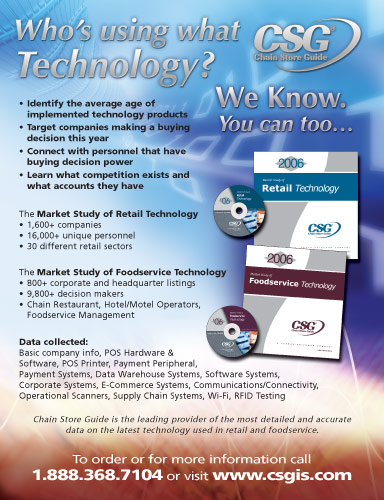 Who's using what
Technology?
CSG
Chain Store Guide
We Know.
You can too...
• Identify the average age of
implemented technology products
• Target companies making a buying
decision this year
• Connect with personnel that have
buying decision power
• Learn what competition exists and
what accounts they have
2006
Retail Technology
CSG
The Market Study of Retail Technology
• 1,600+ companies
• 16,000+ unique personnel
• 30 different retail sectors
2006
Foodservice Technology
CSG
The Market Study of Foodservice Technology
• 800+ corporate and headquarter listings
• 9,800+ decision makers
• Chain Restaurant, Hotel/Motel Operators,
Foodservice Management
Data collected:
Basic company info, POS Hardware &
Software, POS Printer, Payment Peripheral,
Payment Systems, Data Warehouse Systems, Software Systems,
Corporate Systems, E-Commerce Systems, Communications/Connectivity,
Operational Scanners, Supply Chain Systems, Wi-Fi, RFID Testing
Chain Store Guide is the leading provider of the most detailed and accurate
data on the latest technology used in retail and foodservice.
To order or for more information call
1.888.368.7104 or visit www.csgis.com